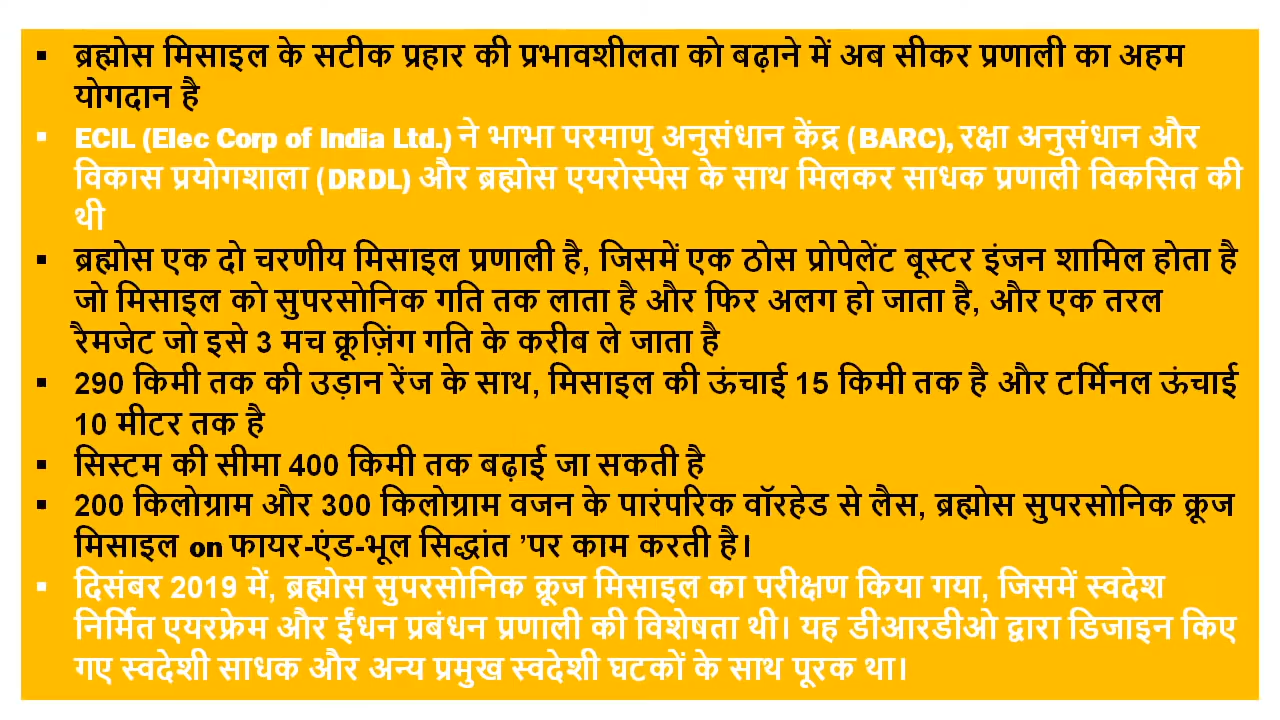 ▪ ब्रह्मोस मिसाइल के सटीक प्रहार की प्रभावशीलता को बढ़ाने में अब सीकर प्रणाली का अहम
योगदान है
▪ ECIL (Elec Corp of India Ltd.) ने भाभा परमाणु अनुसंधान केंद्र (BARC), रक्षा अनुसंधान और
विकास प्रयोगशाला (DRDL) और ब्रह्मोस एयरोस्पेस के साथ मिलकर साधक प्रणाली विकसित की
थी
▪ ब्रह्मोस एक दो चरणीय मिसाइल प्रणाली है, जिसमें एक ठोस प्रोपेलेंट बूस्टर इंजन शामिल होता है
जो मिसाइल को सुपरसोनिक गति तक लाता है और फिर अलग हो जाता है, और एक तरल
रैमजेट जो इसे 3 मच क्रूज़िंग गति के करीब ले जाता है
▪ 290 किमी तक की उड़ान रेंज के साथ, मिसाइल की ऊंचाई 15 किमी तक है और टर्मिनल ऊंचाई
10 मीटर तक है
▪ सिस्टम की सीमा 400 किमी तक बढ़ाई जा सकती है
▪ 200 किलोग्राम और 300 किलोग्राम वजन के पारंपरिक वॉरहेड से लैस, ब्रह्मोस सुपरसोनिक क्रूज
मिसाइल on फायर-एंड-भूल सिद्धांत ’पर काम करती है।
▪ दिसंबर 2019 में, ब्रह्मोस सुपरसोनिक क्रूज मिसाइल का परीक्षण किया गया, जिसमें स्वदेश
निर्मित एयरफ्रेम और ईंधन प्रबंधन प्रणाली की विशेषता थी। यह डीआरडीओ द्वारा डिजाइन किए
गए स्वदेशी साधक और अन्य प्रमुख स्वदेशी घटकों के साथ पूरक था।